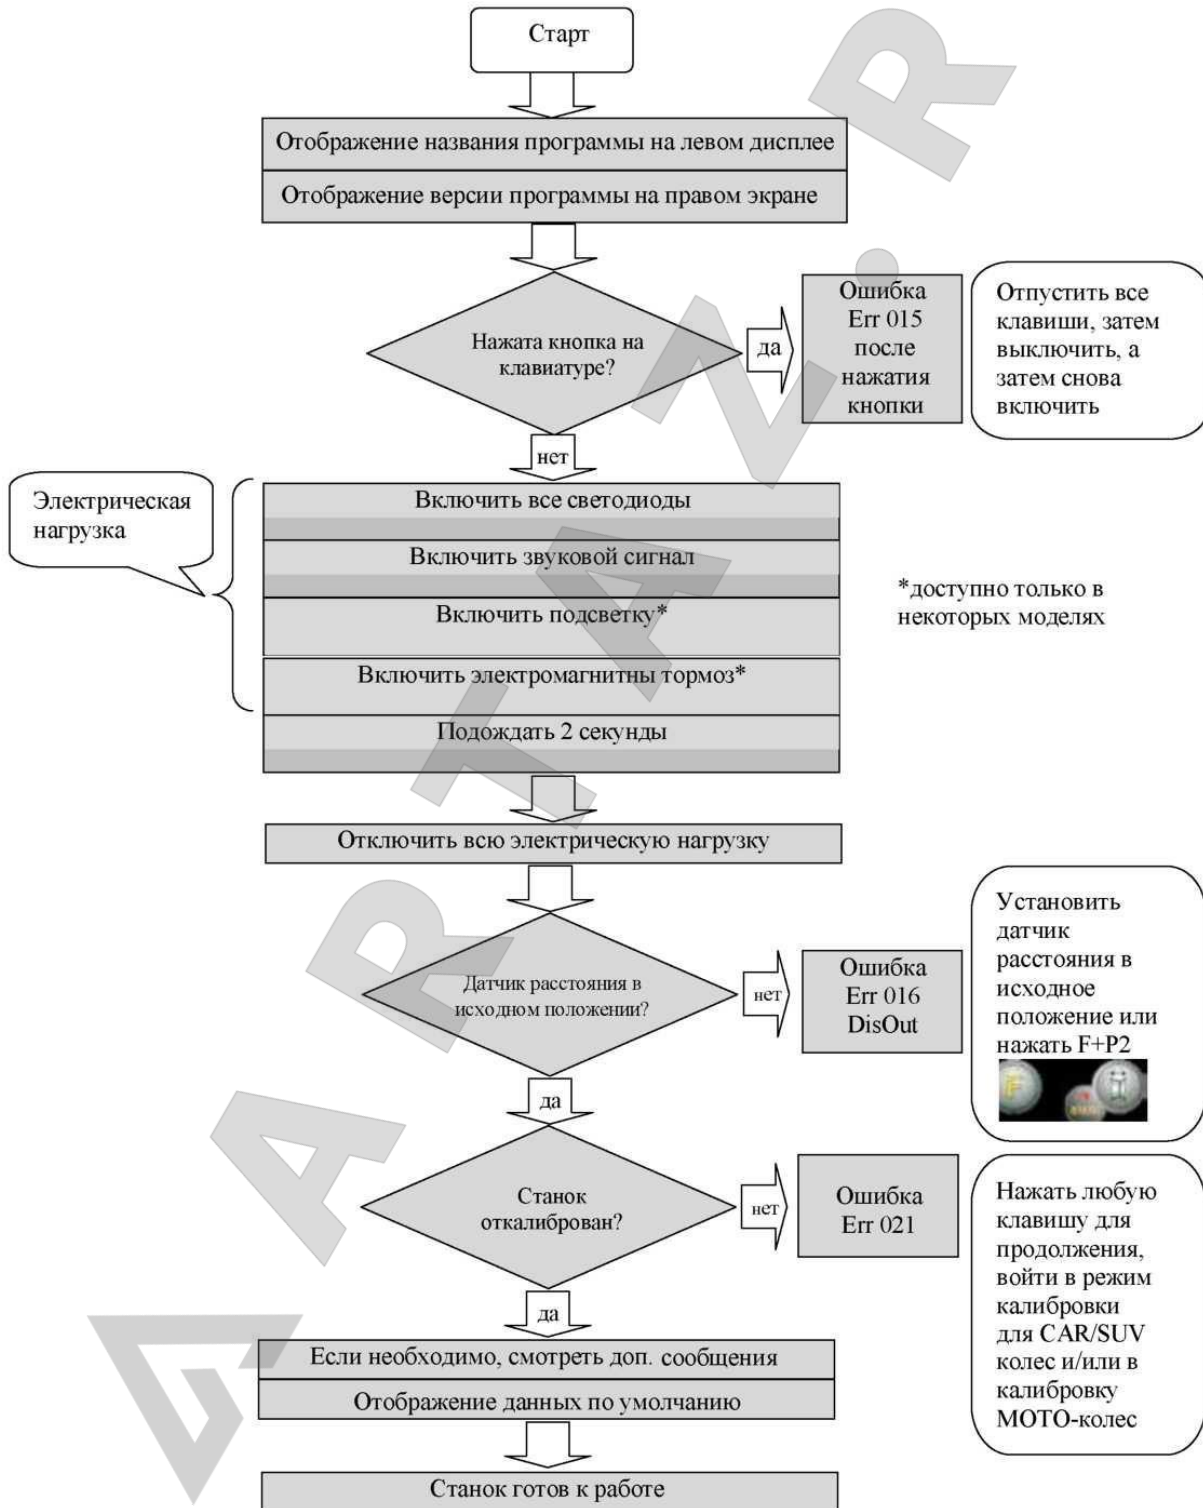 Старт
Отображение названия программы на левом дисплее
Отображение версии программы на правом экране
Нажата кнопка на
клавиатуре?
да
Ошибка
Err 015
после
нажатия
кнопки
Отпустить все
клавиши, затем
выключить, а
затем снова
включить
нет
Электрическая
нагрузка
Включить все светодиоды
Включить звуковой сигнал
Включить подсветку*
Включить электромагнитны тормоз*
Подождать 2 секунды
*доступно только в
некоторых моделях
Отключить всю электрическую нагрузку
Датчик расстояния в
исходном положении?
нет
Ошибка
Err 016
DisOut
Установить
датчик
расстояния в
исходное
положение или
нажать F+P2
F
да
Станок
откалиброван?
нет
Ошибка
Err 021
Нажать любую
клавишу для
продолжения,
войти в режим
калибровки
для CAR/SUV
колес и/или в
калибровку
МОТО-колес
да
Если необходимо, смотреть доп. сообщения
Отображение данных по умолчанию
Станок готов к работе
GARTAZ.R